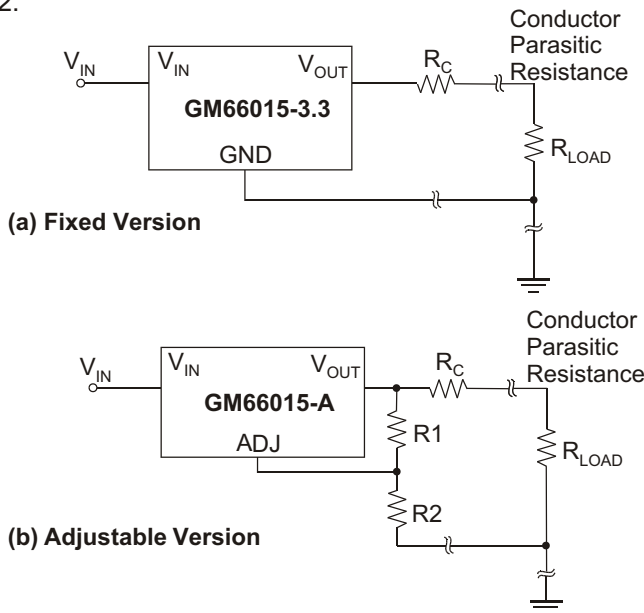 2.
Conductor
Parasitic
Resistance
V_IN
V_IN
V_OUT
R_C
GM66015-3.3
GND
R_LOAD
(a) Fixed Version
Conductor
Parasitic
Resistance
V_IN
V_IN
V_OUT
R_C
GM66015-A
ADJ
R1
R_LOAD
R2
(b) Adjustable Version